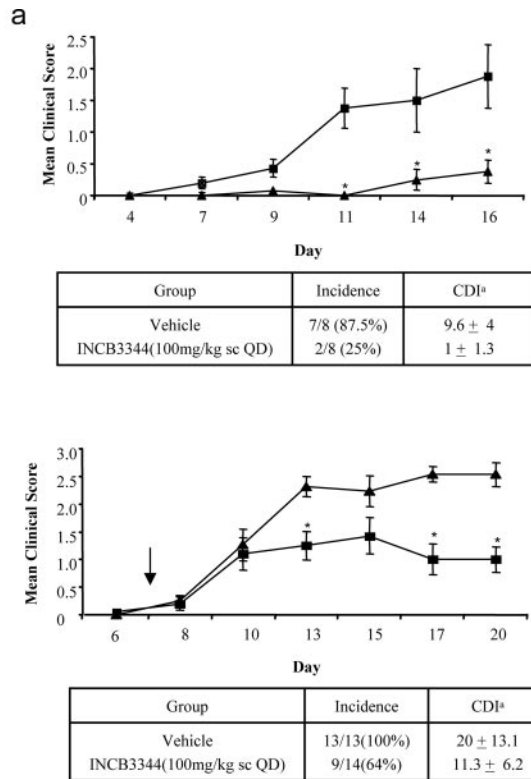 a
Mean Clinical Score
2.5
2.0
1.5
1.0
0.5
0
* * *
4 7 9 11 14 16
Day
Group Incidence CDIª
Vehicle 7/8 (87.5%) 9.6 ± 4
INCB3344(100mg/kg sc QD) 2/8 (25%) 1 ± 1.3
Mean Clinical Score
3.0
2.5
2.0
1.5
1.0
0.5
0
* * *
6 8 10 13 15 17 20
Day
Group Incidence CDIª
Vehicle 13/13(100%) 20 ± 13.1
INCB3344(100mg/kg sc QD) 9/14(64%) 11.3 ± 6.2